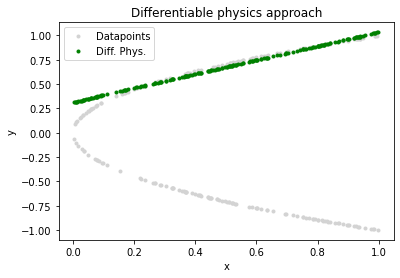 Differentiable physics approach
Datapoints
Diff. Phys.
1.00
0.75
0.50
0.25
0.00
−0.25
−0.50
−0.75
−1.00
y
0.0 0.2 0.4 0.6 0.8 1.0
x